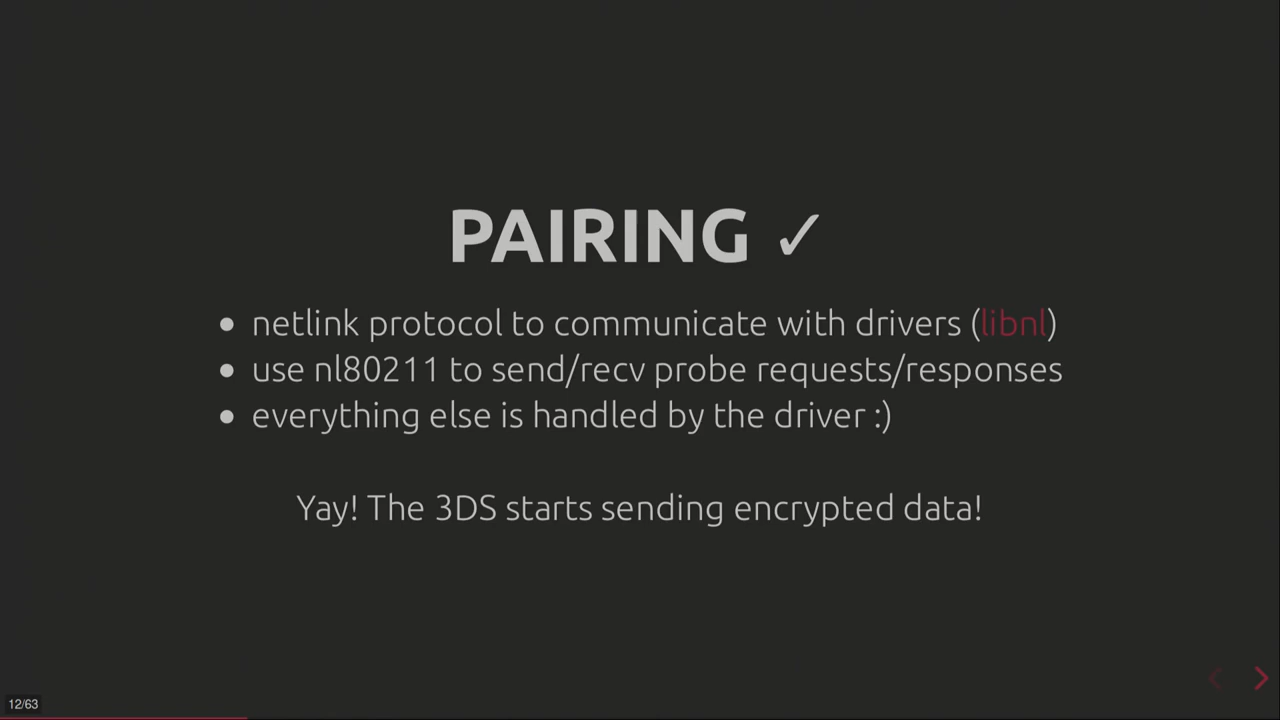 PAIRING ✓
• netlink protocol to communicate with drivers (libnl)
• use nl80211 to send/recv probe requests/responses
• everything else is handled by the driver :)
Yay! The 3DS starts sending encrypted data!
12/63